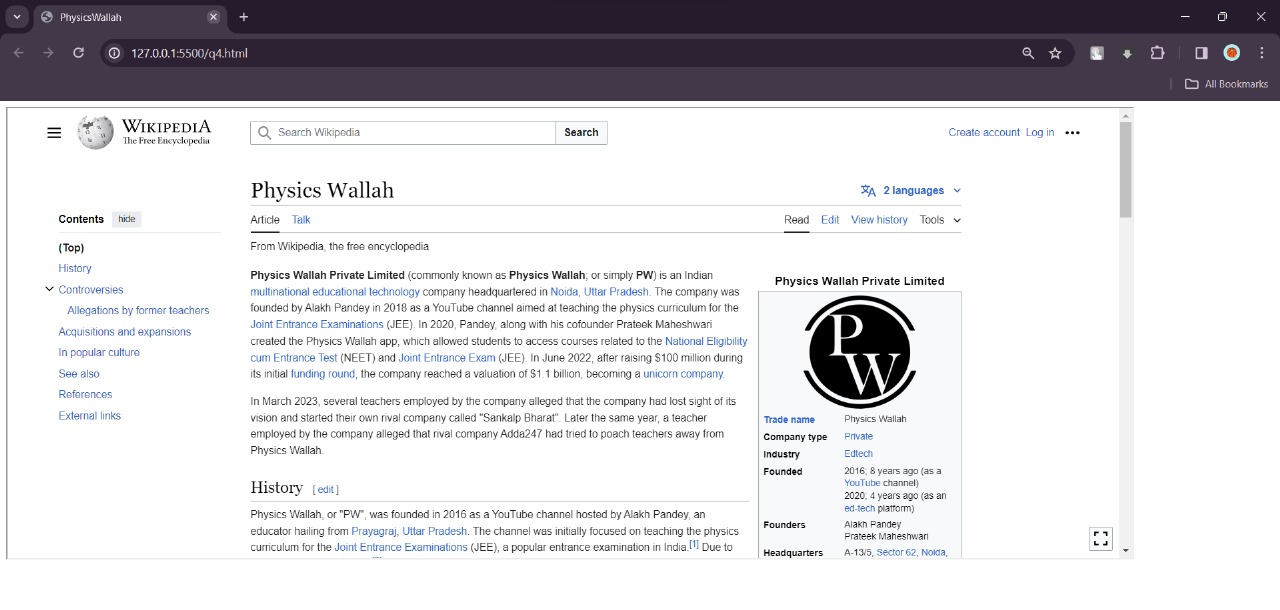 PhysicsWallah
127.0.0.1:5500/q4.html
All Bookmarks
WIKIPEDIA
The Free Encyclopedia
Search Wikipedia
Search
Create account Log in
Physics Wallah
2 languages
Contents hide
(Top)
History
Controversies
Allegations by former teachers
Acquisitions and expansions
In popular culture
See also
References
External links
Article Talk
Read Edit View history Tools
From Wikipedia, the free encyclopedia
Physics Wallah Private Limited (commonly known as Physics Wallah; or simply PW) is an Indian
multinational educational technology company headquartered in Noida, Uttar Pradesh. The company was
founded by Alakh Pandey in 2018 as a YouTube channel aimed at teaching the physics curriculum for the
Joint Entrance Examinations (JEE). In 2020, Pandey, along with his cofounder Prateek Maheshwari
created the Physics Wallah app, which allowed students to access courses related to the National Eligibility
cum Entrance Test (NEET) and Joint Entrance Exam (JEE). In June 2022, after raising $100 million during
its initial funding round, the company reached a valuation of $1.1 billion, becoming a unicorn company.
In March 2023, several teachers employed by the company alleged that the company had lost sight of its
vision and started their own rival company called "Sankalp Bharat". Later the same year, a teacher
employed by the company alleged that rival company Adda247 had tried to poach teachers away from
Physics Wallah.
History [ edit ]
Physics Wallah, or "PW", was founded in 2016 as a YouTube channel hosted by Alakh Pandey, an
educator hailing from Prayagraj, Uttar Pradesh. The channel was initially focused on teaching the physics
curriculum for the Joint Entrance Examinations (JEE), a popular entrance examination in India.[1] Due to
Physics Wallah Private Limited
PW
Trade name Physics Wallah
Company type Private
Industry Edtech
Founded 2016; 8 years ago (as a
YouTube channel)
2020; 4 years ago (as an
ed-tech platform)
Founders Alakh Pandey
Prateek Maheshwari
Headquarters A-13/5, Sector 62, Noida,